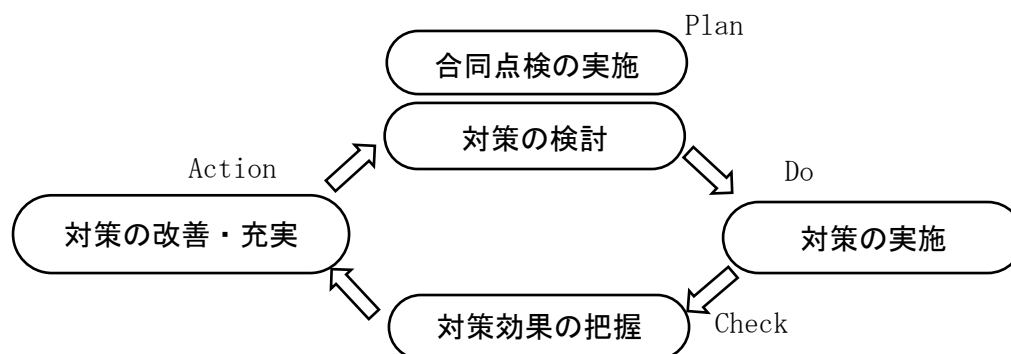 Plan
合同点検の実施
対策の検討
Action
Do
対策の改善・充実
対策の実施
対策効果の把握
Check